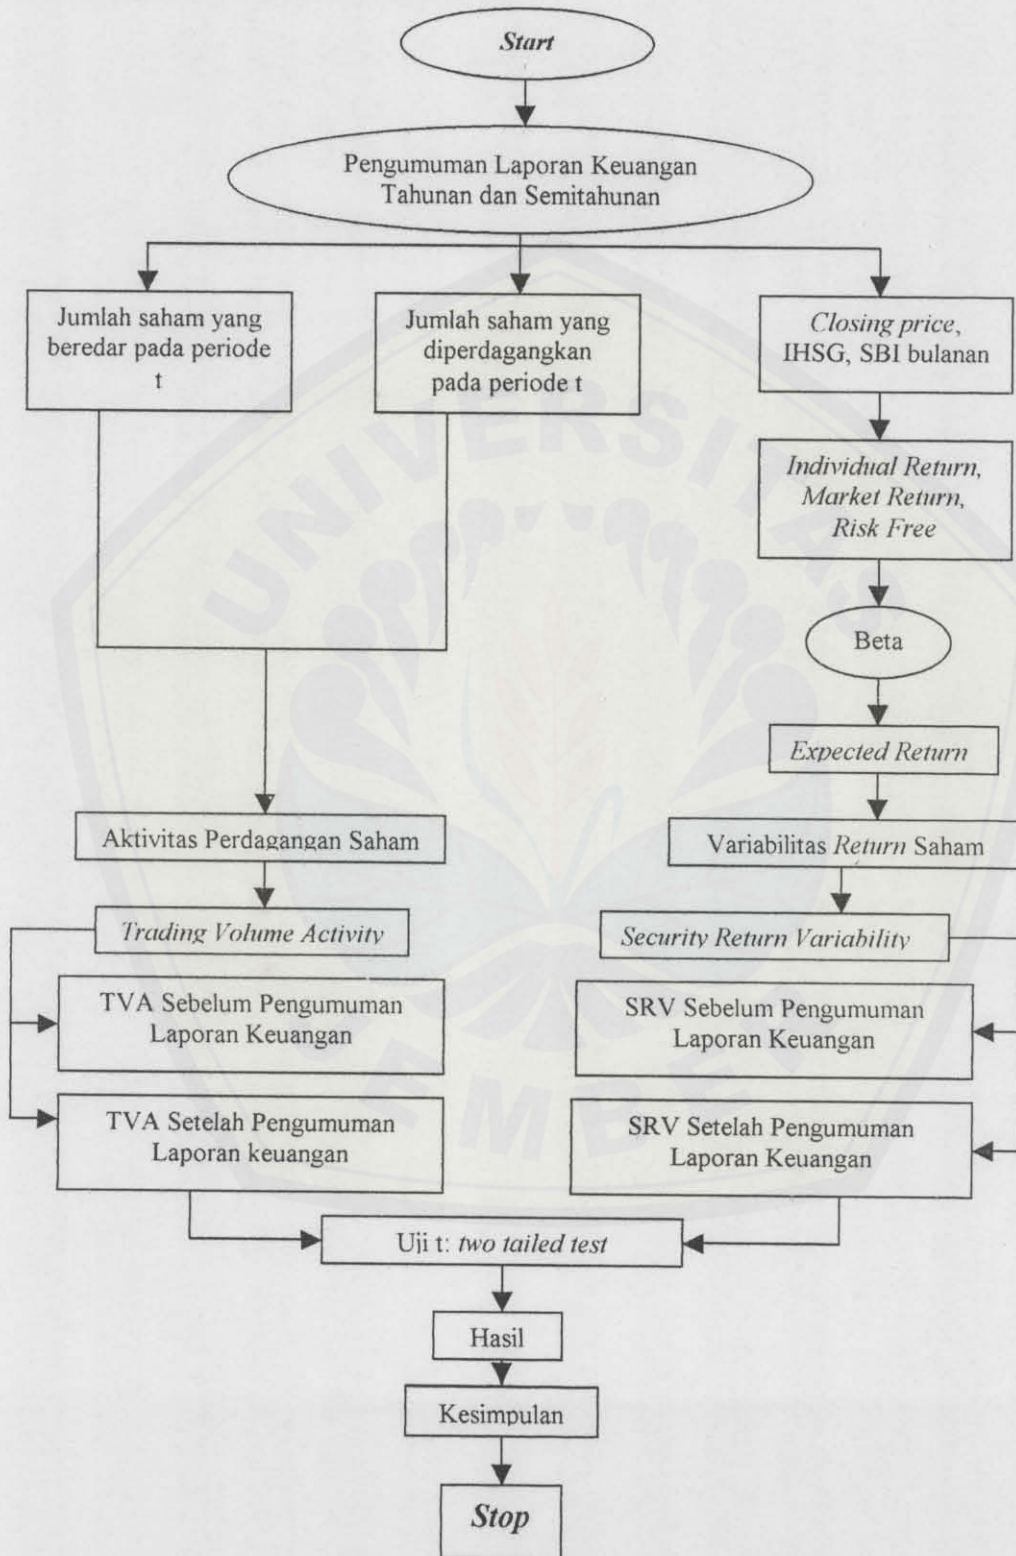 Start
Pengumuman Laporan Keuangan
Tahunan dan Semitahunan
Jumlah saham yang
beredar pada periode
t
Jumlah saham yang
diperdagangkan
pada periode t
Closing price,
IHSG, SBI bulanan
Individual Return,
Market Return,
Risk Free
Beta
Expected Return
Aktivitas Perdagangan Saham
Variabilitas Return Saham
Trading Volume Activity
Security Return Variability
TVA Sebelum Pengumuman
Laporan Keuangan
SRV Sebelum Pengumuman
Laporan Keuangan
TVA Setelah Pengumuman
Laporan keuangan
SRV Setelah Pengumuman
Laporan Keuangan
Uji t: two tailed test
Hasil
Kesimpulan
Stop
UNIVERSITAS
JEMBER